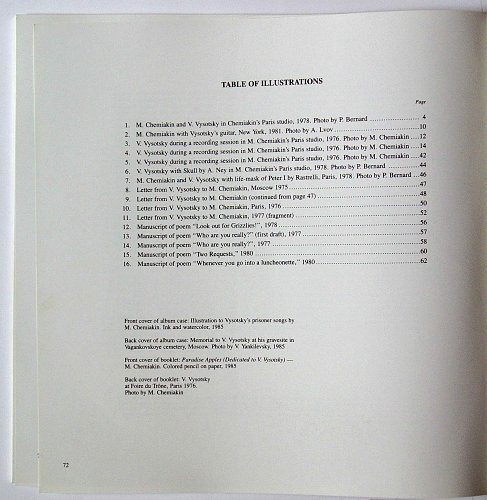 TABLE OF ILLUSTRATIONS
Page
1. M. Chemiakin and V. Vysotsky in Chemiakin's Paris studio, 1978. Photo by P. Bernard ........................ 4
2. M. Chemiakin with Vysotsky's guitar, New York, 1981. Photo by A. Lvov ........................ 10
3. V. Vysotsky during a recording session in M. Chemiakin's Paris studio, 1976. Photo by M. Chemiakin ....12
4. V. Vysotsky during a recording session in M. Chemiakin's Paris studio, 1976. Photo by M. Chemiakin ....14
5. V. Vysotsky during a recording session in M. Chemiakin's Paris studio, 1976. Photo by M. Chemiakin ....42
6. V. Vysotsky with Skull by A. Ney in M. Chemiakin's Paris studio, 1978. Photo by P. Bernard ............44
7. M. Chemiakin and V. Vysotsky with life-mask of Peter I by Rastrelli, Paris, 1978. Photo by P. Bernard ...46
8. Letter from V. Vysotsky to M. Chemiakin, Moscow 1975 ........................47
9. Letter from V. Vysotsky to M. Chemiakin (continued from page 47) ........................48
10. Letter from V. Vysotsky to M. Chemiakin, Paris, 1976 ........................50
11. Letter from V. Vysotsky to M. Chemiakin, 1977 (fragment) ........................52
12. Manuscript of poem "Look out for Grizzlies!", 1978 ........................56
13. Manuscript of poem "Who are you really?" (first draft), 1977 ........................57
14. Manuscript of poem "Who are you really?", 1977 ........................58
15. Manuscript of poem "Two Requests," 1980 ........................60
16. Manuscript of poem "Whenever you go into a luncheonette," 1980 ........................62
Front cover of album case: Illustration to Vysotsky's prisoner songs by
M. Chemiakin. Ink and watercolor, 1985
Back cover of album case: Memorial to V. Vysotsky at his gravesite in
Vagankovskoye cemetery, Moscow. Photo by V. Yankilevsky, 1985
Front cover of booklet: Paradise Apples (Dedicated to V. Vysotsky) —
M. Chemiakin. Colored pencil on paper, 1985
Back cover of booklet: V. Vysotsky
at Foire du Trône, Paris 1976.
Photo by M. Chemiakin
72